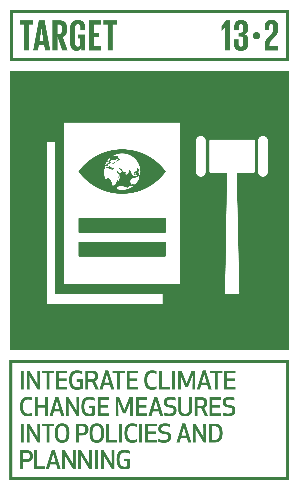 TARGET 13·2
INTEGRATE CLIMATE
CHANGE MEASURES
INTO POLICIES AND
PLANNING